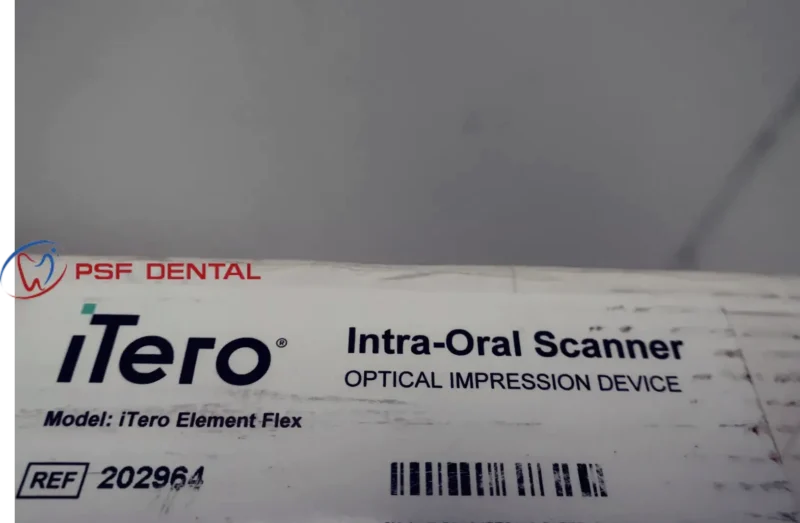 PSF DENTAL
iTero®
Intra-Oral Scanner
OPTICAL IMPRESSION DEVICE
Model: iTero Element Flex
REF 202964